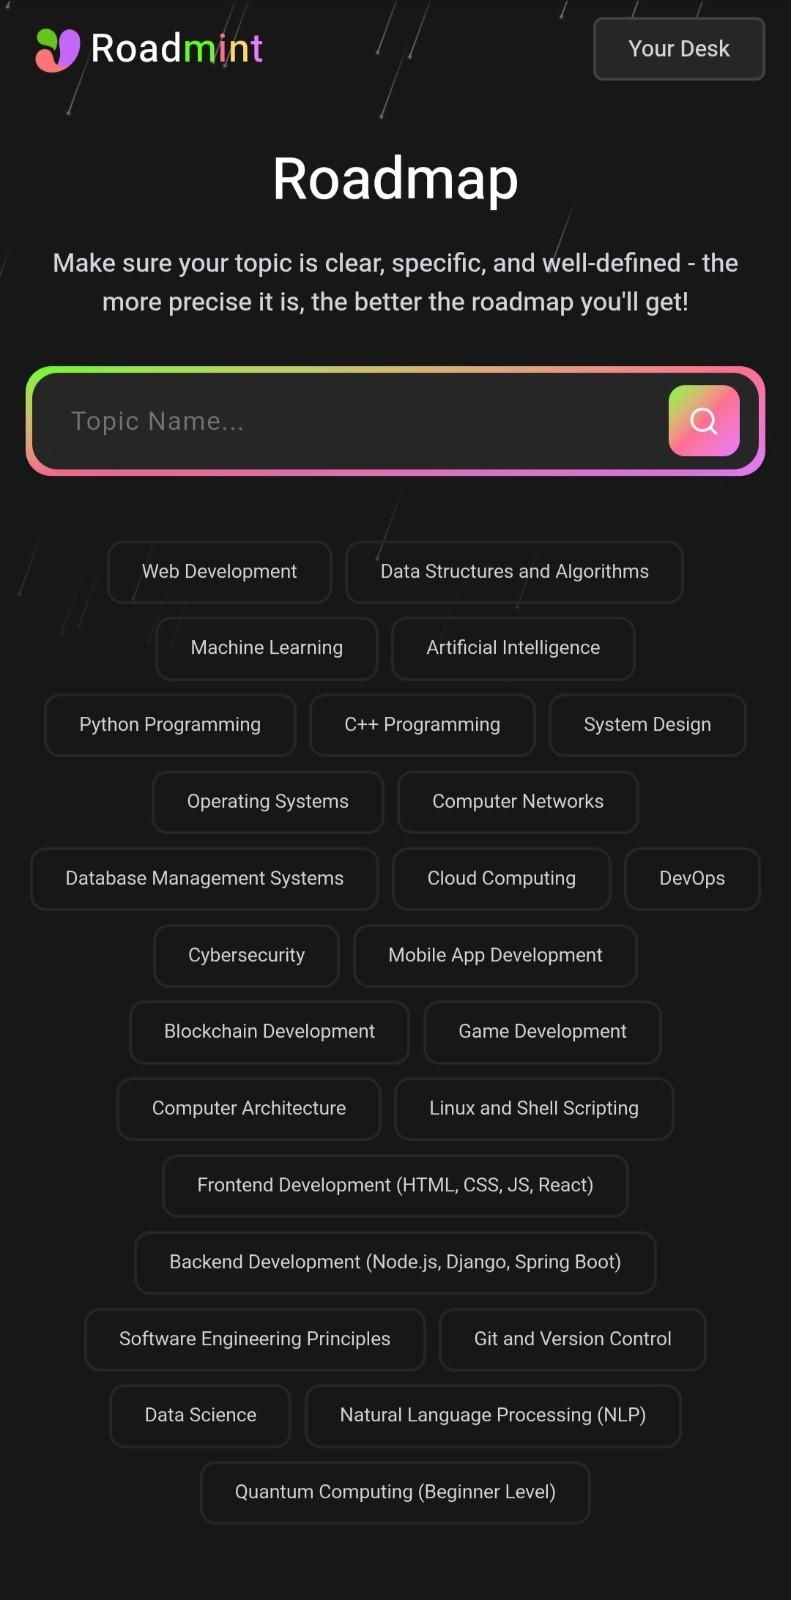 Roadmint
Your Desk
Roadmap
Make sure your topic is clear, specific, and well-defined - the
more precise it is, the better the roadmap you'll get!
Topic Name...
Web Development
Data Structures and Algorithms
Machine Learning
Artificial Intelligence
Python Programming
C++ Programming
System Design
Operating Systems
Computer Networks
Database Management Systems
Cloud Computing
DevOps
Cybersecurity
Mobile App Development
Blockchain Development
Game Development
Computer Architecture
Linux and Shell Scripting
Frontend Development (HTML, CSS, JS, React)
Backend Development (Node.js, Django, Spring Boot)
Software Engineering Principles
Git and Version Control
Data Science
Natural Language Processing (NLP)
Quantum Computing (Beginner Level)